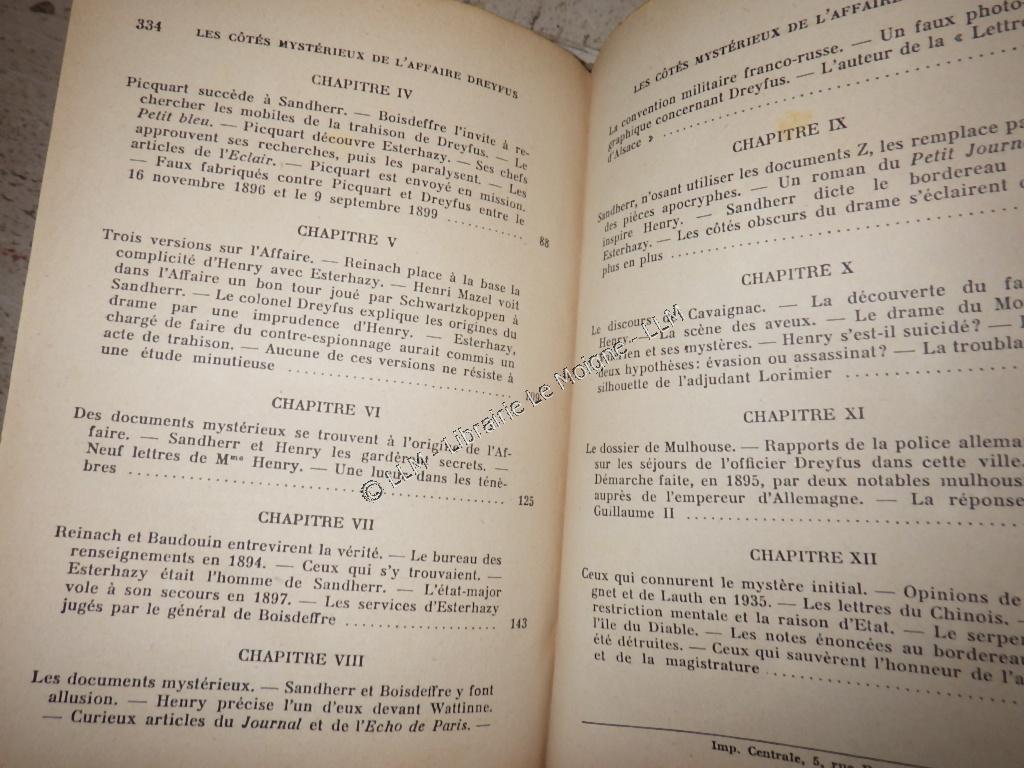 334
LES CÔTÉS MYSTÉRIEUX DE L'AFFAIRE DREYFUS
CHAPITRE IV
Picquart succède à Sandherr. — Boisdeffre l'invite à re-
chercher les mobiles de la trahison de Dreyfus. — Le
Petit bleu. — Picquart découvre Esterhazy. — Ses chefs
approuvent ses recherches, puis les paralysent. — Les
articles de l'Eclair. — Picquart est envoyé en mission.
— Faux fabriqués contre Picquart et Dreyfus entre le
16 novembre 1896 et le 9 septembre 1899 .......... 88
CHAPITRE V
Trois versions sur l'Affaire. — Reinach place à la base la
complicité d'Henry avec Esterhazy. — Henri Mazel voit
dans l'Affaire un bon tour joué par Schwartzkoppen à
Sandherr. — Le colonel Dreyfus explique les origines du
drame par une imprudence d'Henry. — Esterhazy,
chargé de faire du contre-espionnage aurait commis un
acte de trahison. — Aucune de ces versions ne résiste à
une étude minutieuse ..........
CHAPITRE VI
Des documents mystérieux se trouvent à l'origine de l'Af-
faire. — Sandherr et Henry les gardèrent secrets. —
Neuf lettres de Mme Henry. — Une lueur dans les ténè-
bres .......... 125
CHAPITRE VII
Reinach et Baudouin entrevirent la vérité. — Le bureau des
renseignements en 1894. — Ceux qui s'y trouvaient. —
Esterhazy était l'homme de Sandherr. — L'état-major
vole à son secours en 1897. — Les services d'Esterhazy
jugés par le général de Boisdeffre .......... 143
CHAPITRE VIII
Les documents mystérieux. — Sandherr et Boisdeffre y font
allusion. — Henry précise l'un d'eux devant Wattinne.
— Curieux articles du Journal et de l'Echo de Paris. —
LES CÔTÉS MYSTÉRIEUX DE L'AFFAIRE
La convention militaire franco-russe. — Un faux photo-
graphique concernant Dreyfus. — L'auteur de la « Lettre
d'Alsace » ..........
CHAPITRE IX
Sandherr, n'osant utiliser les documents Z, les remplace pa
des pièces apocryphes. — Un roman du Petit Journ
inspire Henry. — Sandherr dicte le bordereau
Esterhazy. — Les côtés obscurs du drame s'éclairent
plus en plus ..........
CHAPITRE X
Le discours de Cavaignac. — La découverte du fa
Henry. — La scène des aveux. — Le drame du Mo
et ses mystères. — Henry s'est-il suicidé ? —
deux hypothèses : évasion ou assassinat ? — La troubla
silhouette de l'adjudant Lorimier ..........
CHAPITRE XI
Le dossier de Mulhouse. — Rapports de la police allema
sur les séjours de l'officier Dreyfus dans cette ville.
Démarche faite, en 1895, par deux notables mulhous
auprès de l'empereur d'Allemagne. — La réponse
Guillaume II ..........
CHAPITRE XII
Ceux qui connurent le mystère initial. — Opinions de
gnet et de Lauth en 1935. — Les lettres du Chinois. —
restriction mentale et la raison d'Etat. — Le serpen
l'île du Diable. — Les notes énoncées au bordereau
été détruites. — Ceux qui sauvèrent l'honneur de l'a
et de la magistrature ..........
Imp. Centrale, 5, rue
© LLM - Librairie Le Moigne - LLM